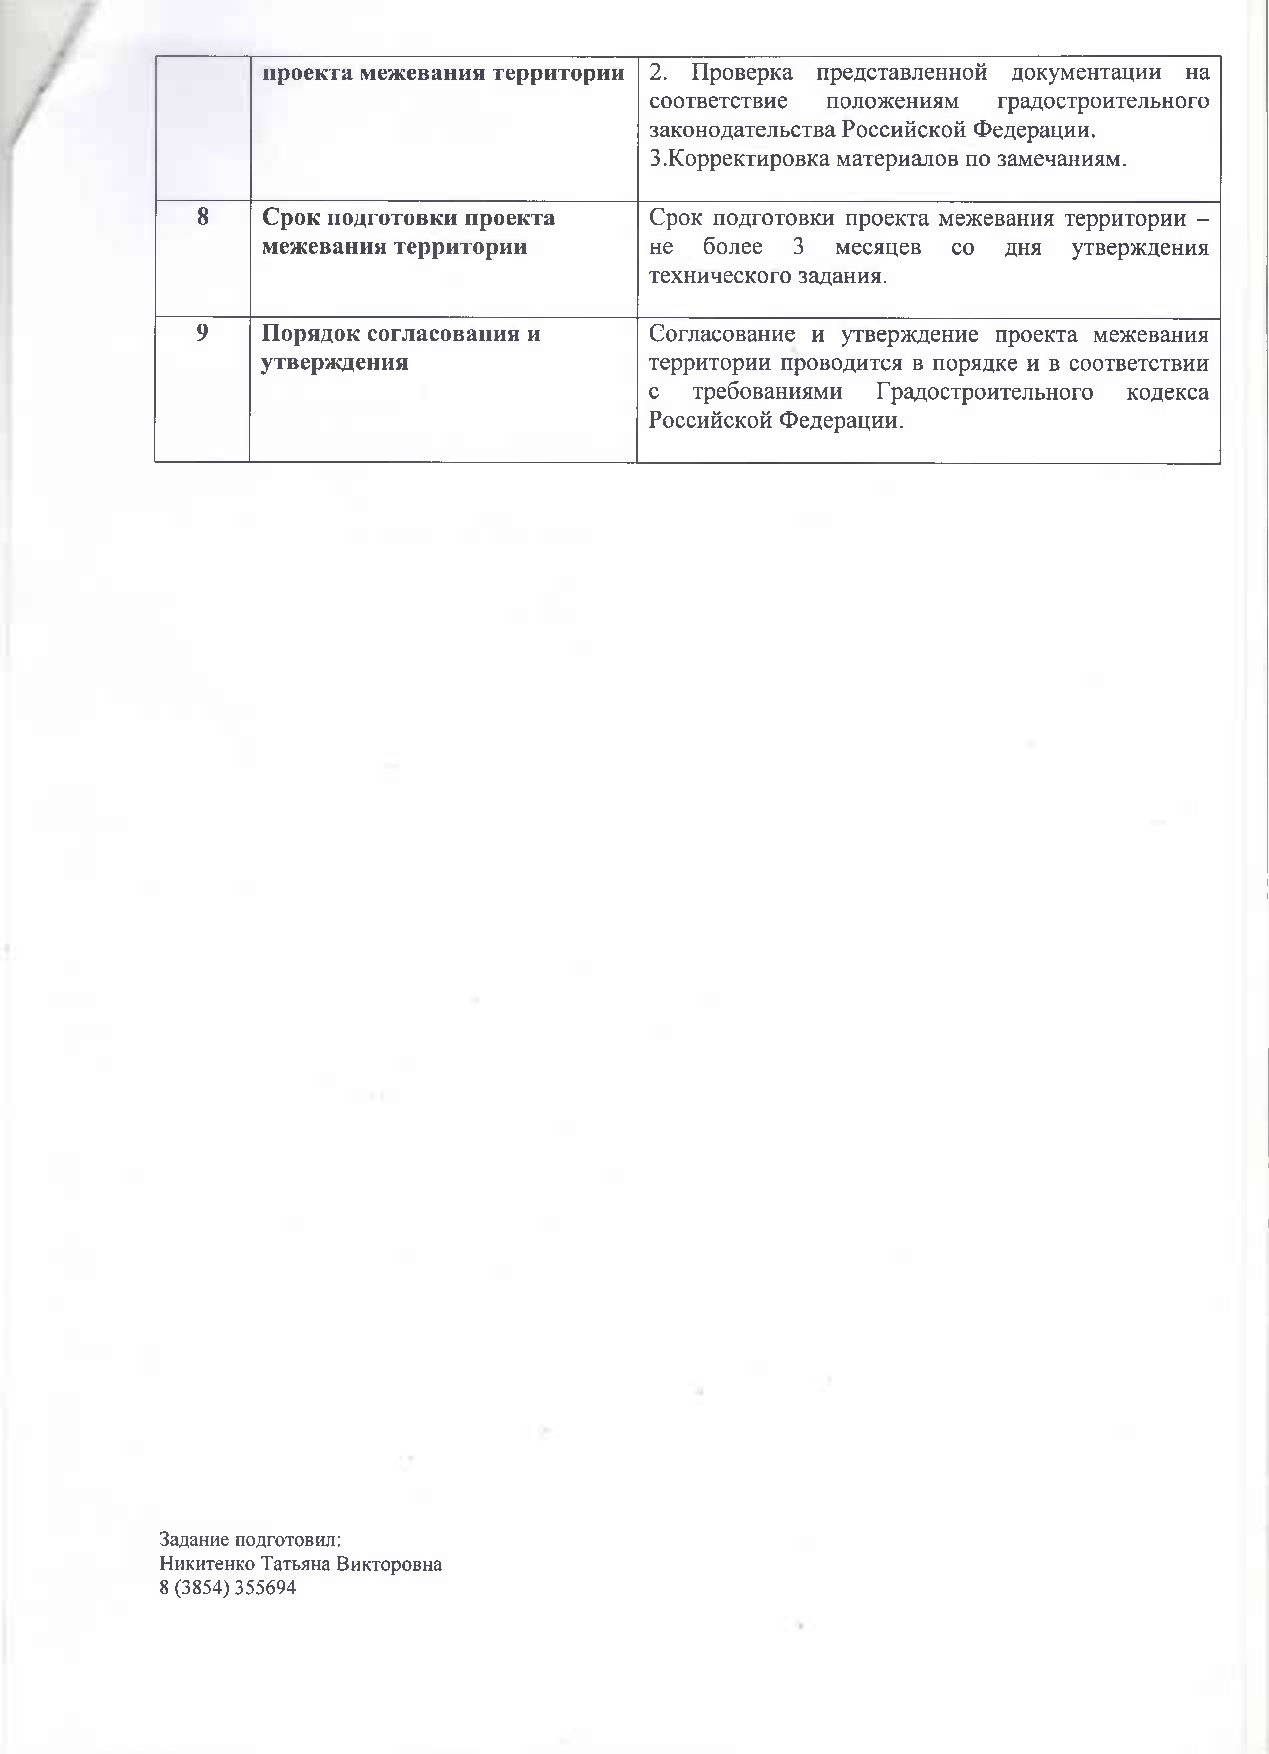 проекта межевания территории
2. Проверка представленной документации на
соответствие положениям градостроительного
законодательства Российской Федерации.
3.Корректировка материалов по замечаниям.
8
Срок подготовки проекта
межевания территории
Срок подготовки проекта межевания территории –
не более 3 месяцев со дня утверждения
технического задания.
9
Порядок согласования и
утверждения
Согласование и утверждение проекта межевания
территории проводится в порядке и в соответствии
с требованиями Градостроительного кодекса
Российской Федерации.
Задание подготовил:
Никитенко Татьяна Викторовна
8 (3854) 355694